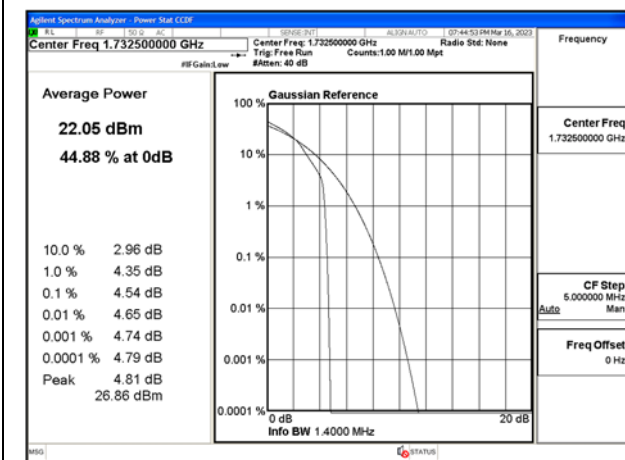 Agilent Spectrum Analyzer - Power Stat CCDF
RL RF 50 Ω AC SENSE:INT ALIGN AUTO 07:44:53 PM Mar 16, 2023
Center Freq 1.732500000 GHz
Center Freq: 1.732500000 GHz Radio Std: None
Trig: Free Run Counts:1.00 M/1.00 Mpt
#IFGain:Low #Atten: 40 dB
Frequency
Average Power
22.05 dBm
44.88 % at 0dB
10.0 % 2.96 dB
1.0 % 4.35 dB
0.1 % 4.54 dB
0.01 % 4.65 dB
0.001 % 4.74 dB
0.0001 % 4.79 dB
Peak 4.81 dB
26.86 dBm
Gaussian Reference
100 %
10 %
1 %
0.1 %
0.01 %
0.001 %
0.0001 %
0 dB 20 dB
Info BW 1.4000 MHz
Center Freq
1.732500000 GHz
CF Step
5.000000 MHz
Auto Man
Freq Offset
0 Hz
MSG STATUS